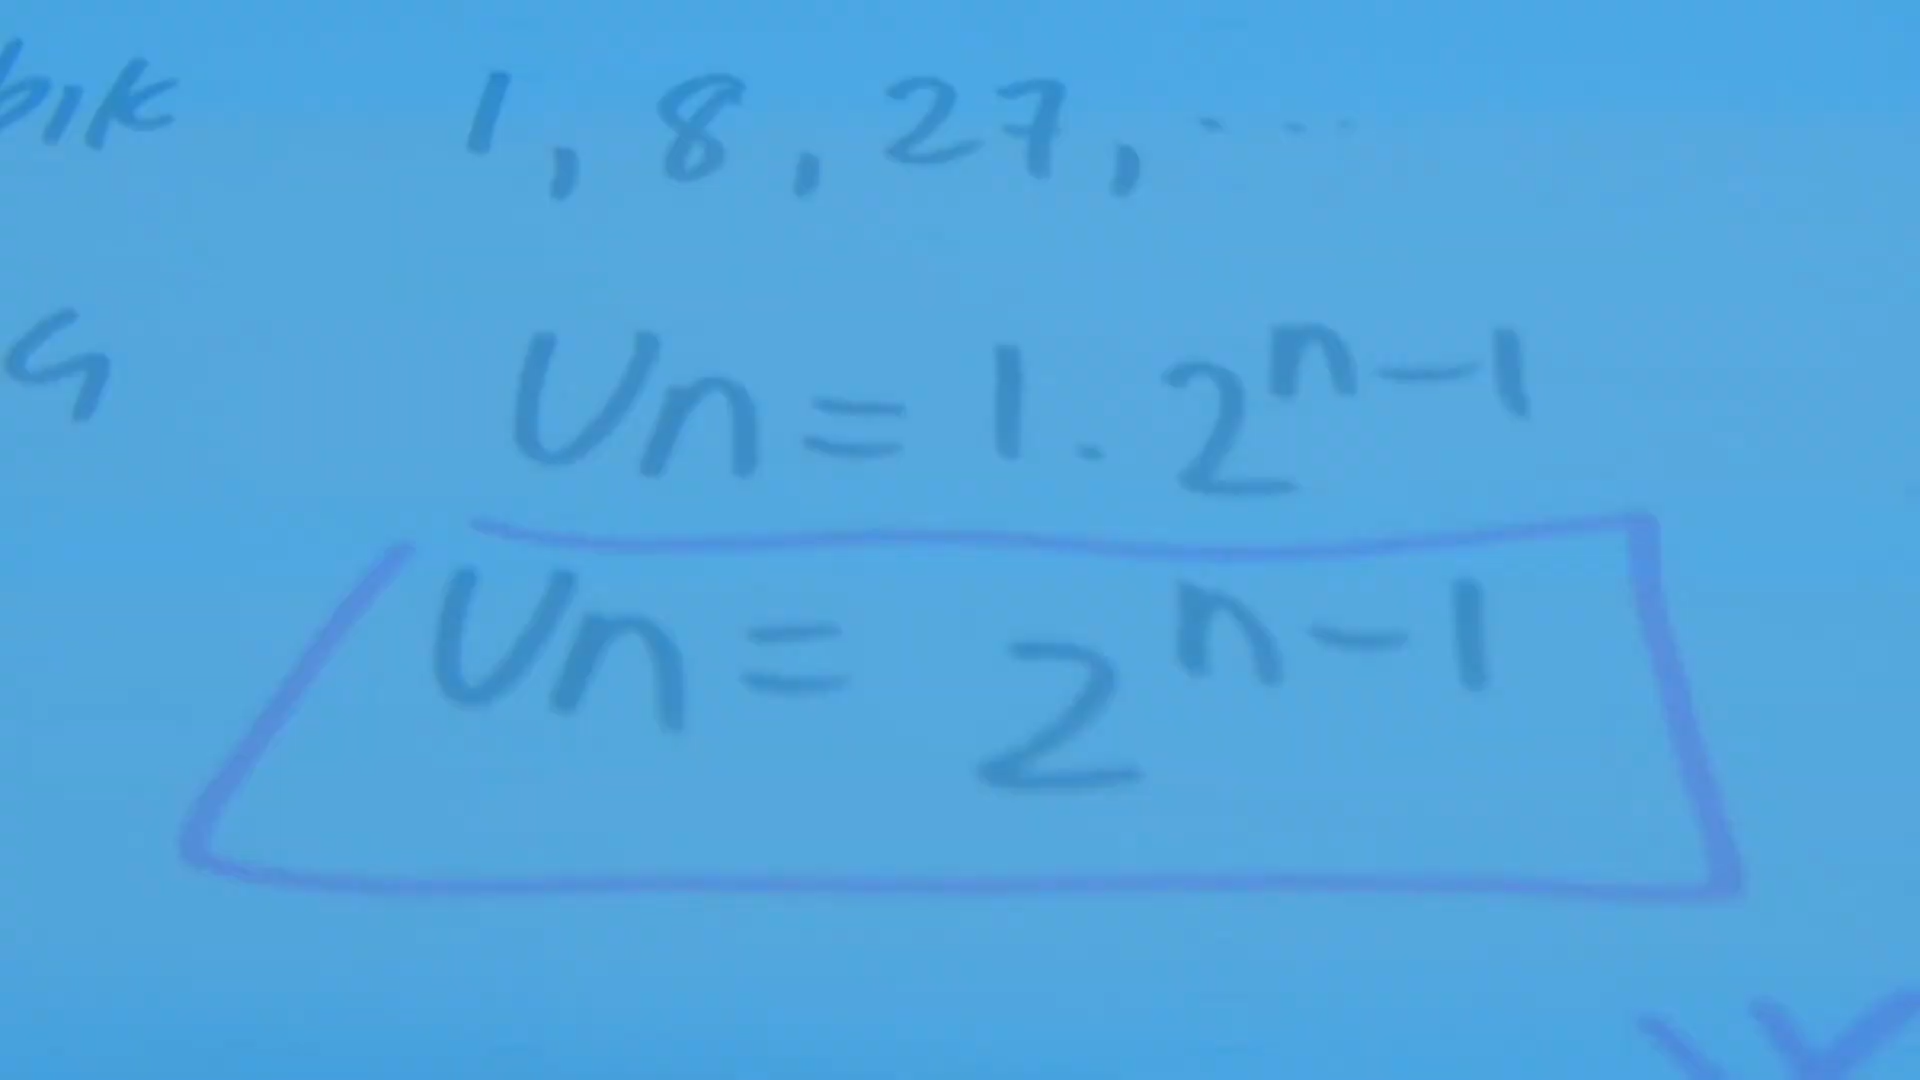 bik 1, 8, 27, ....
G Un = 1 . 2^n-1
Un = 2^n-1